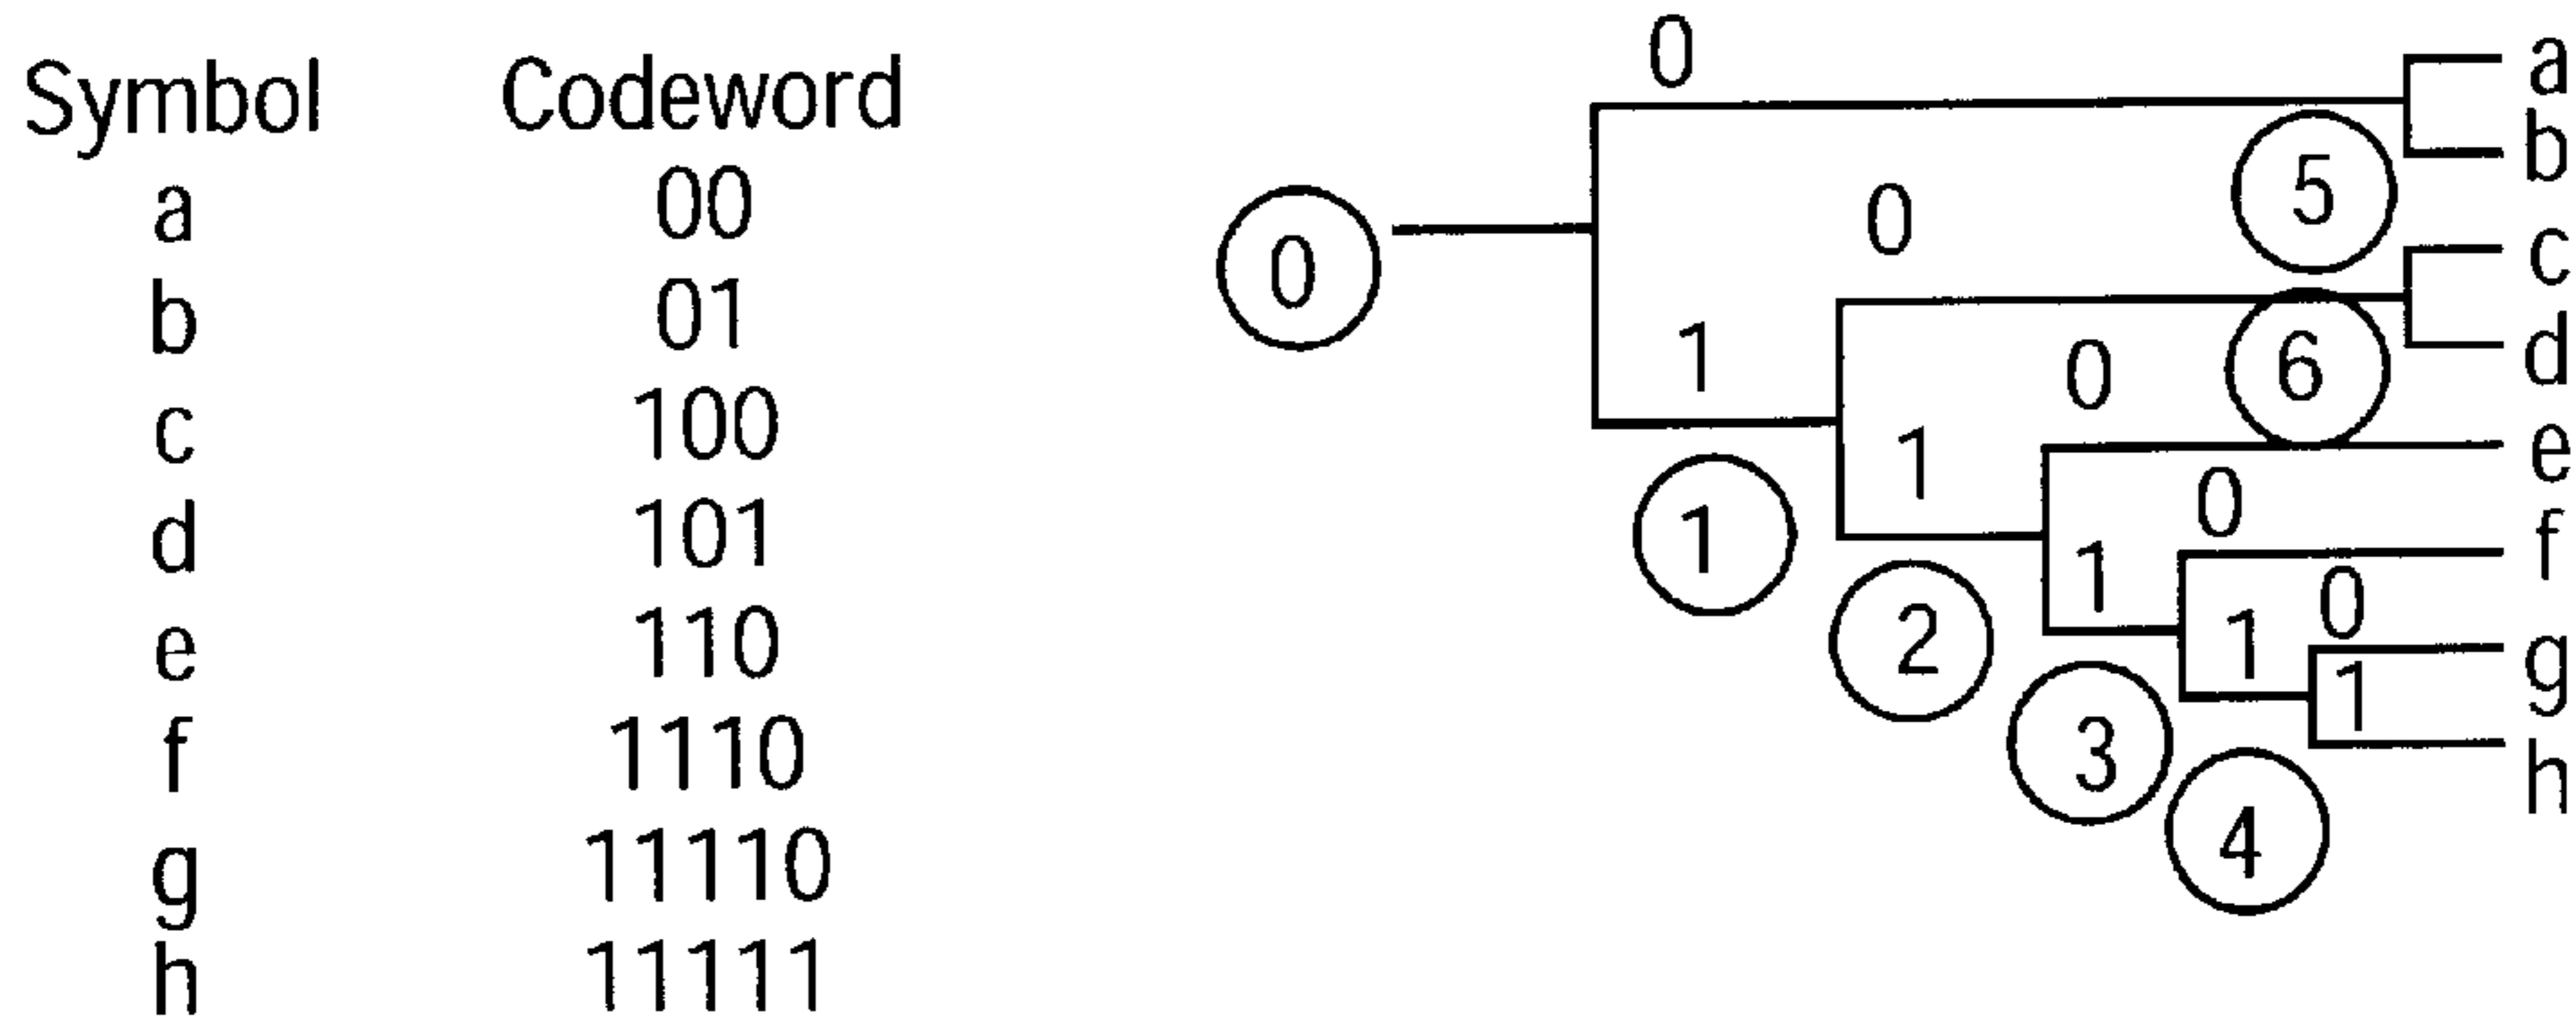 Symbol Codeword
a 00
b 01
c 100
d 101
e 110
f 1110
g 11110
h 11111
0 a
b
5
0 0 c
1 6 d
0
1 e
1 0
f
2 1 0
1 g
3 1
h
4